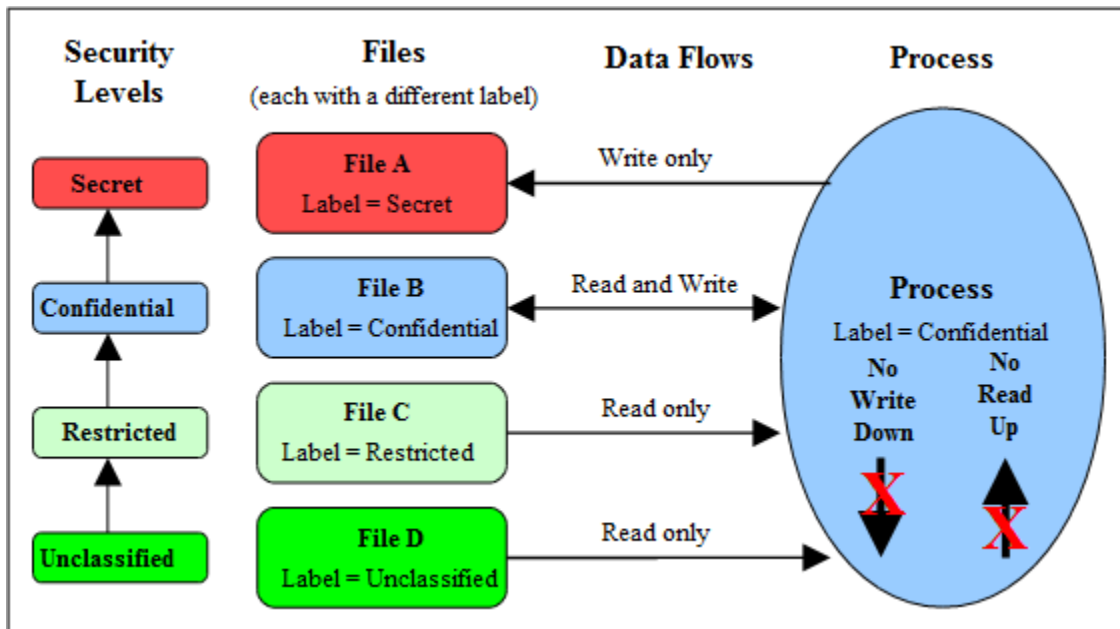 Security
Levels
Files
(each with a different label)
Data Flows
Process
Secret
Confidential
Restricted
Unclassified
File A
Label = Secret
File B
Label = Confidential
File C
Label = Restricted
File D
Label = Unclassified
Write only
Read and Write
Read only
Read only
Process
Label = Confidential
No
Write
Down
X
No
Read
Up
X